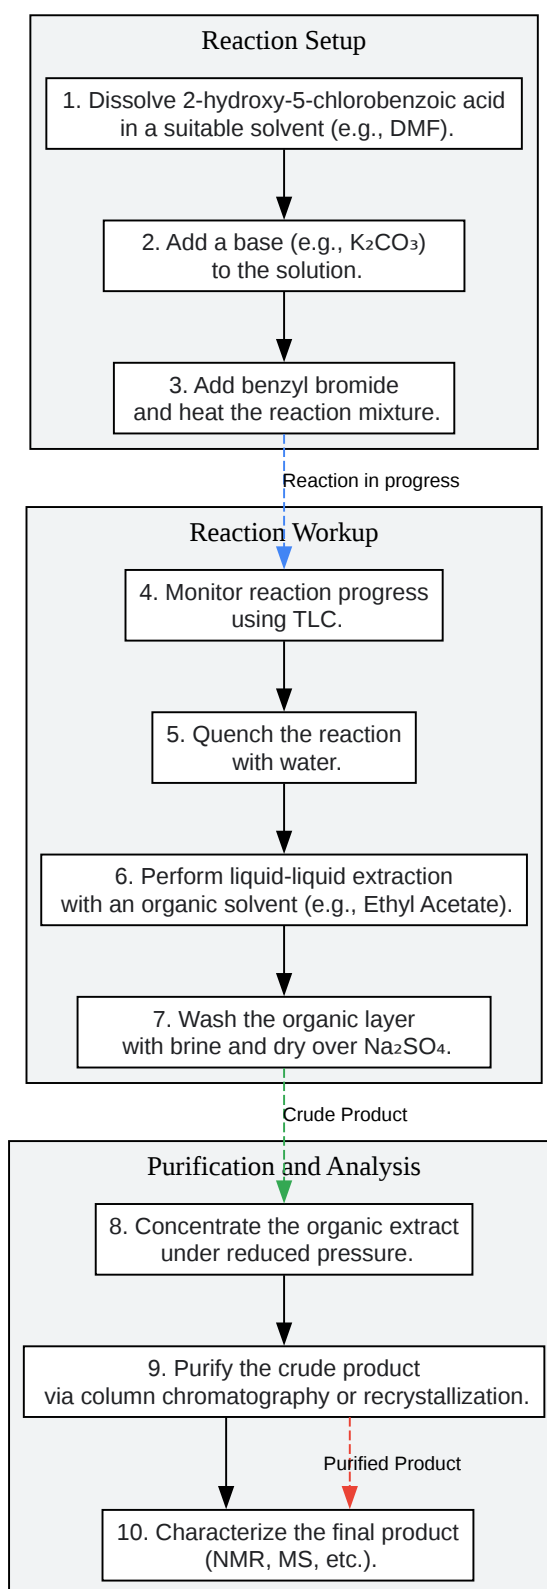 Reaction Setup
1. Dissolve 2-hydroxy-5-chlorobenzoic acid
in a suitable solvent (e.g., DMF).
2. Add a base (e.g., K₂CO₃)
to the solution.
3. Add benzyl bromide
and heat the reaction mixture.
Reaction in progress
Reaction Workup
4. Monitor reaction progress
using TLC.
5. Quench the reaction
with water.
6. Perform liquid-liquid extraction
with an organic solvent (e.g., Ethyl Acetate).
7. Wash the organic layer
with brine and dry over Na₂SO₄.
Crude Product
Purification and Analysis
8. Concentrate the organic extract
under reduced pressure.
9. Purify the crude product
via column chromatography or recrystallization.
Purified Product
10. Characterize the final product
(NMR, MS, etc.).